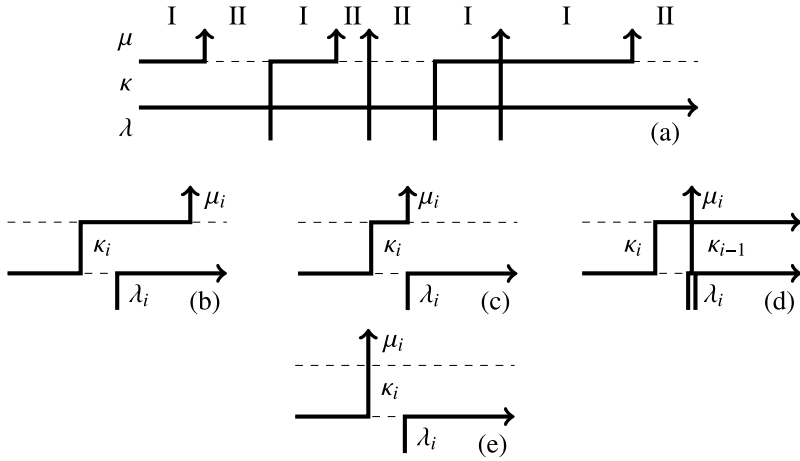 I II I II II I I II
μ
κ
λ
(a)
μᵢ μᵢ μᵢ
κᵢ κᵢ κᵢ κᵢ₋₁
λᵢ λᵢ λᵢ
(b) (c) (d)
μᵢ
κᵢ
λᵢ
(e)